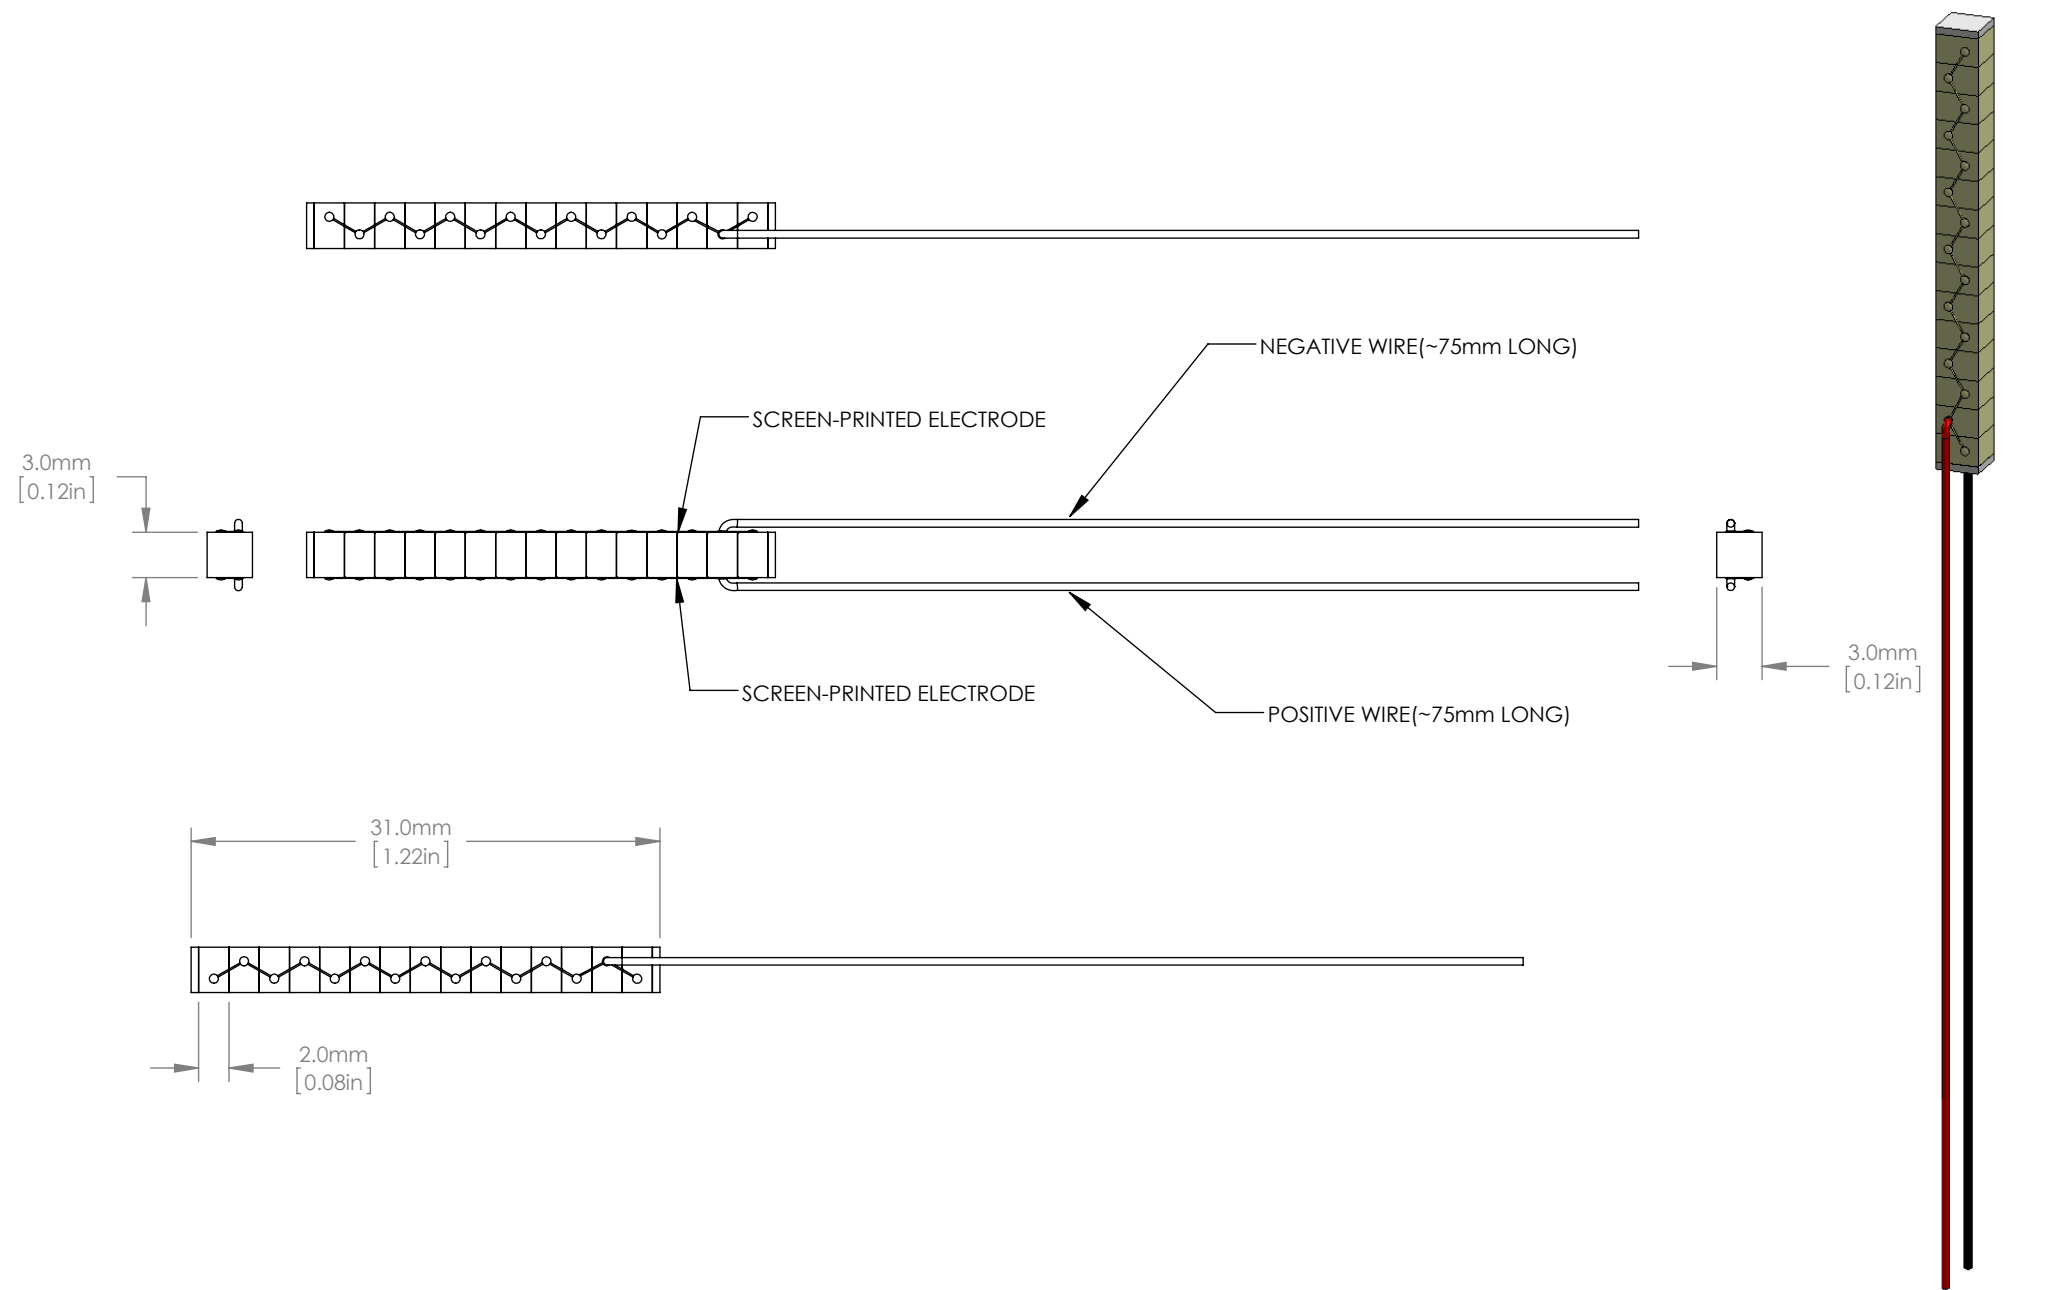 NEGATIVE WIRE(~75mm LONG)
SCREEN-PRINTED ELECTRODE
3.0mm
[0.12in]
3.0mm
[0.12in]
SCREEN-PRINTED ELECTRODE
POSITIVE WIRE(~75mm LONG)
31.0mm
[1.22in]
2.0mm
[0.08in]